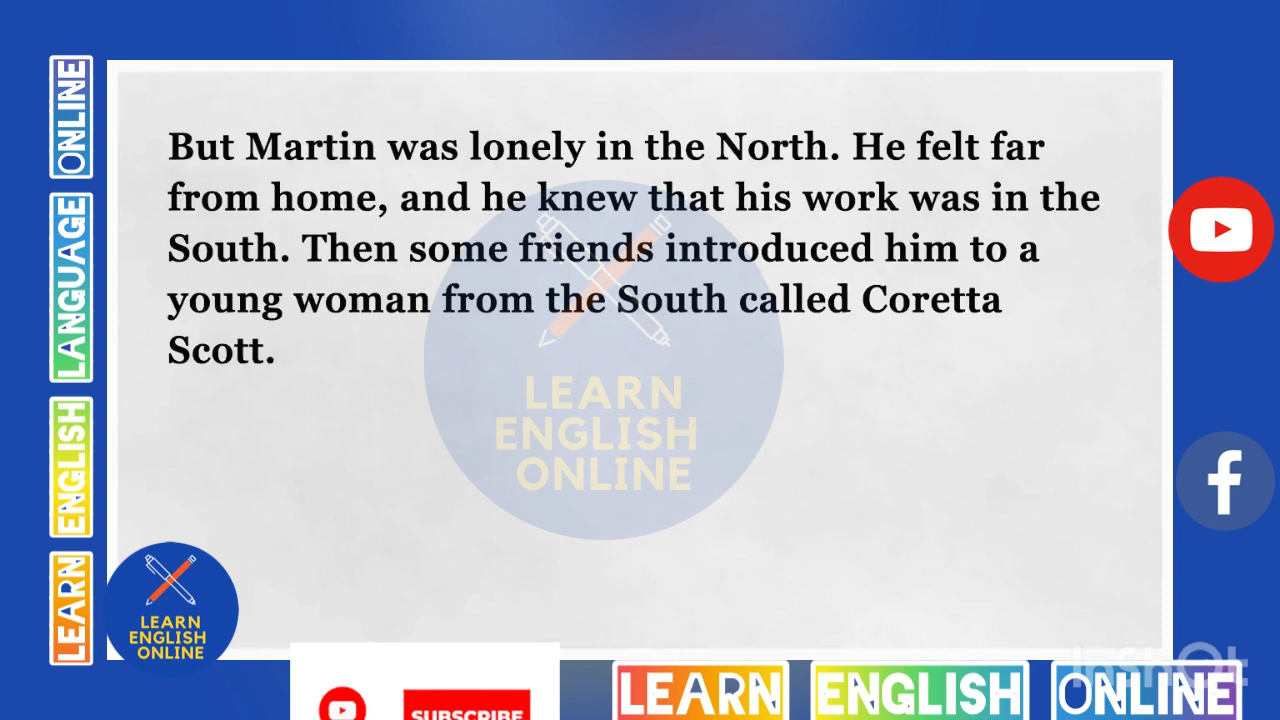 But Martin was lonely in the North. He felt far
from home, and he knew that his work was in the
South. Then some friends introduced him to a
young woman from the South called Coretta
Scott.
LEARN
ENGLISH
ONLINE
LEARN ENGLISH LANGUAGE ONLINE
LEARN
ENGLISH
ONLINE
SUBSCRIBE
LEARN ENGLISH ONLINE
InShOt